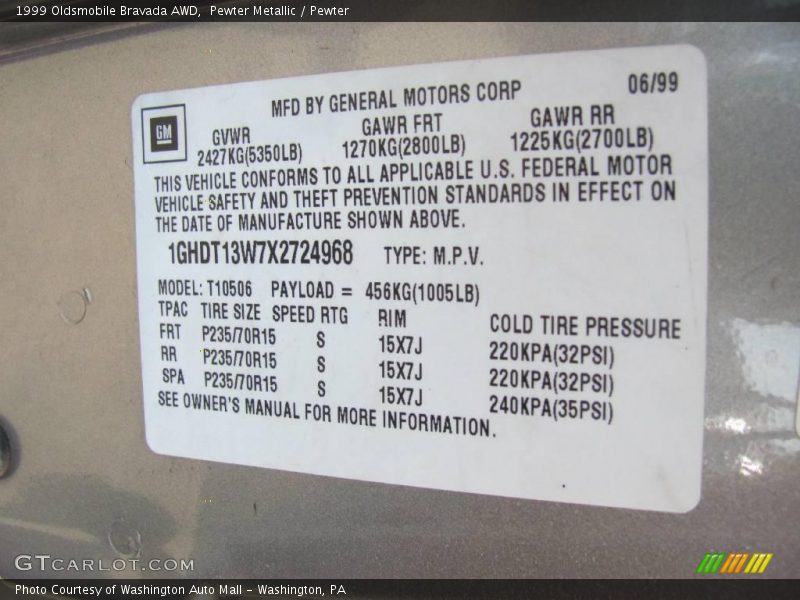 1999 Oldsmobile Bravada AWD, Pewter Metallic / Pewter
MFD BY GENERAL MOTORS CORP 06/99
GM
GVWR GAWR FRT GAWR RR
2427KG(5350LB) 1270KG(2800LB) 1225KG(2700LB)
THIS VEHICLE CONFORMS TO ALL APPLICABLE U.S. FEDERAL MOTOR
VEHICLE SAFETY AND THEFT PREVENTION STANDARDS IN EFFECT ON
THE DATE OF MANUFACTURE SHOWN ABOVE.
1GHDT13W7X2724968 TYPE: M.P.V.
MODEL: T10506 PAYLOAD = 456KG(1005LB)
TPAC TIRE SIZE SPEED RTG RIM COLD TIRE PRESSURE
FRT P235/70R15 S 15X7J 220KPA(32PSI)
RR P235/70R15 S 15X7J 220KPA(32PSI)
SPA P235/70R15 S 15X7J 240KPA(35PSI)
SEE OWNER'S MANUAL FOR MORE INFORMATION.
GTCARLOT.COM
Photo Courtesy of Washington Auto Mall - Washington, PA